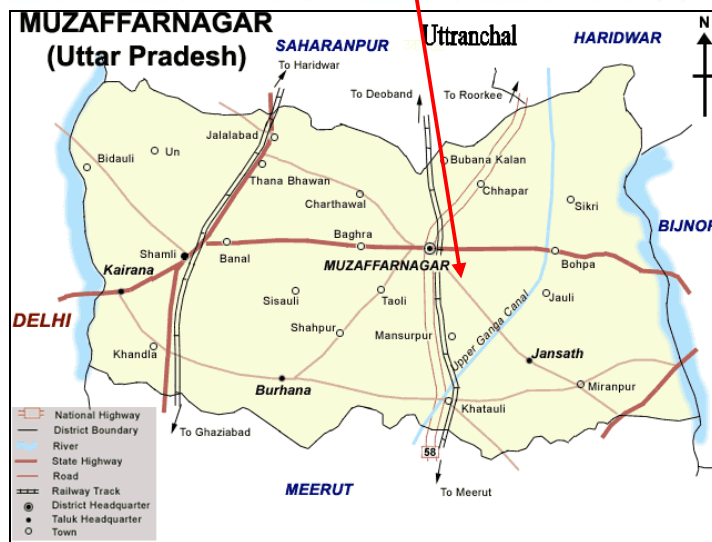 MUZAFFARNAGAR
(Uttar Pradesh)
SAHARANPUR
Uttranchal
HARIDWAR
N
To Haridwar
To Deoband
To Roorkee
Jalalabad
Un
Bidauli
Bubana Kalan
Thana Bhawan
Chhapar
Charthawal
Sikri
BIJNOR
Shamli
Banal
Baghra
Bohpa
Kairana
MUZAFFARNAGAR
Sisauli
Taoli
Jauli
DELHI
Shahpur
Mansurpur
Upper Ganga Canal
Khandla
Jansath
Burhana
Miranpur
Khatauli
National Highway
District Boundary
River
State Highway
Road
Railway Track
District Headquarter
Taluk Headquarter
Town
To Ghaziabad
58
MEERUT
To Meerut